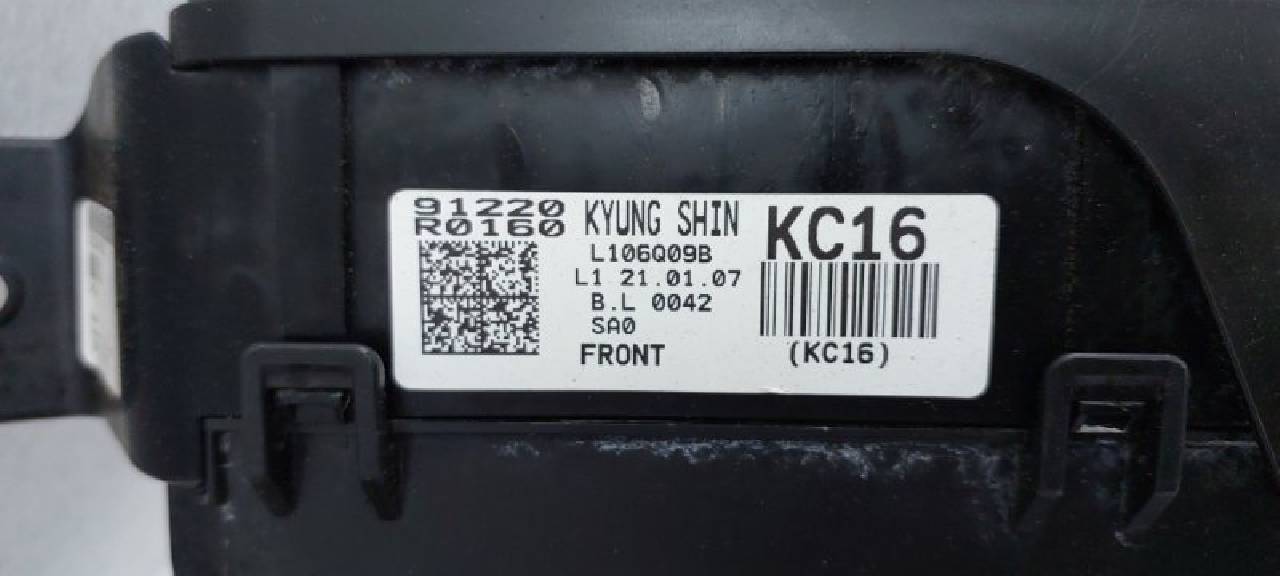 91220
R0160
KYUNG SHIN
L106Q09B
L1 21.01.07
B.L 0042
SA0
FRONT
KC16
(KC16)